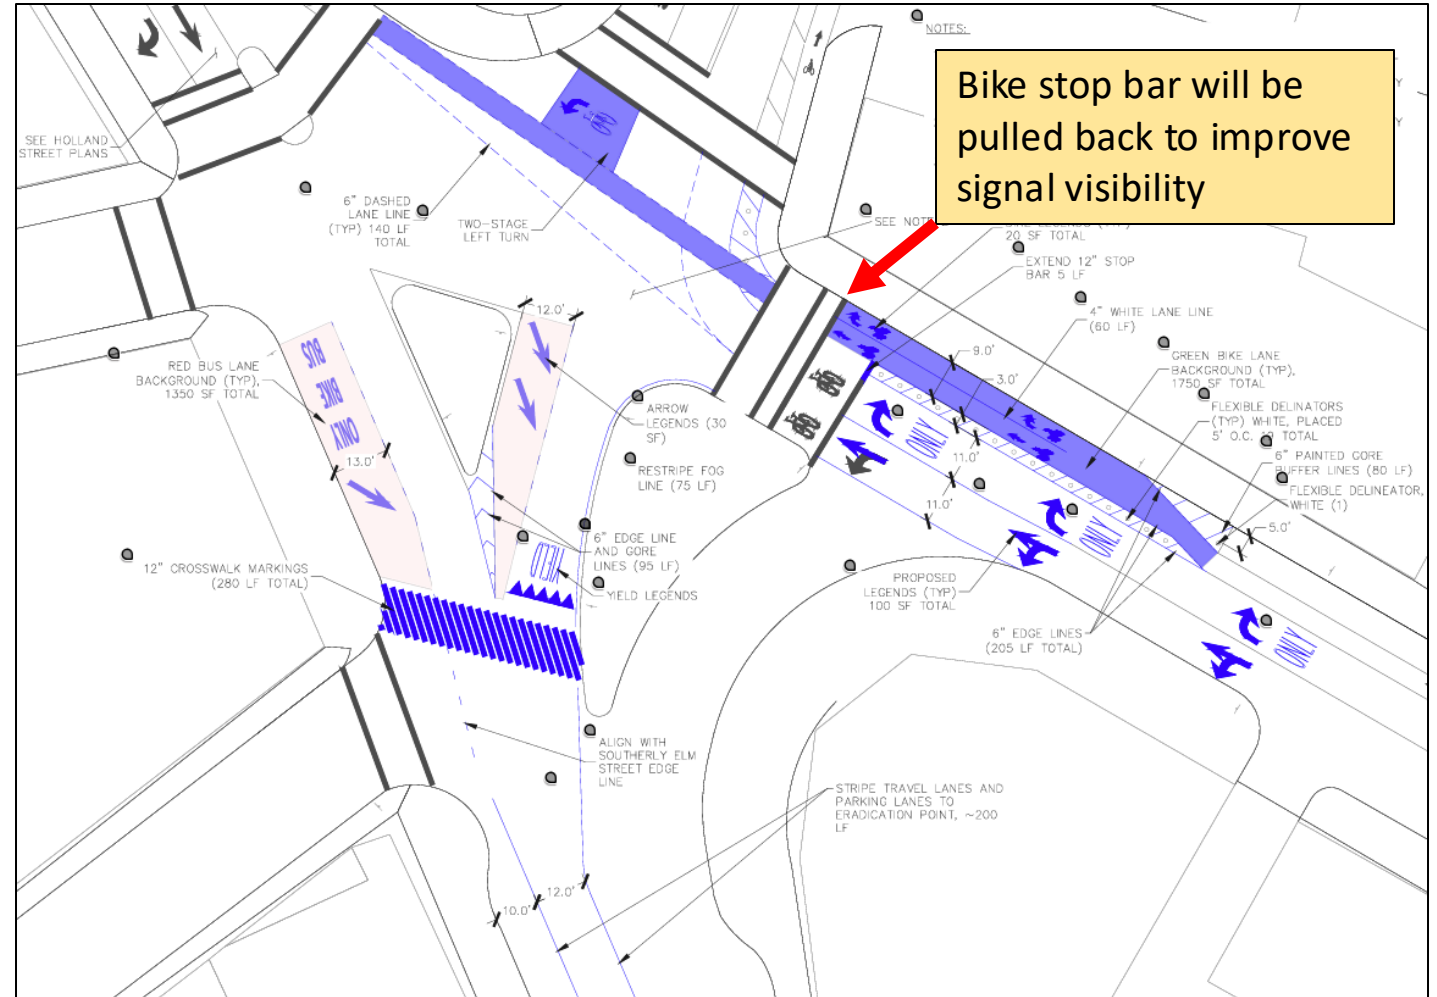 NOTES:
Bike stop bar will be
pulled back to improve
signal visibility
SEE HOLLAND
STREET PLANS
6" DASHED
LANE LINE
(TYP) 140 LF
TOTAL
TWO-STAGE
LEFT TURN
SEE NOT
20 SF TOTAL
EXTEND 12" STOP
BAR 5 LF
4" WHITE LANE LINE
(60 LF)
GREEN BIKE LANE
BACKGROUND (TYP),
1750 SF TOTAL
FLEXIBLE DELINATORS
(TYP) WHITE, PLACED
5' O.C. TOTAL
6" PAINTED GORE
BUFFER LINES (80 LF)
FLEXIBLE DELINEATOR,
WHITE (1)
12.0'
9.0'
3.0'
11.0'
11.0'
5.0'
RED BUS LANE
BACKGROUND (TYP),
1350 SF TOTAL
BUS
BIKE
ONLY
13.0'
ARROW
LEGENDS (30
SF)
RESTRIPE FOG
LINE (75 LF)
ONLY
ONLY
ONLY
6" EDGE LINE
AND GORE
LINES (95 LF)
YIELD
YIELD LEGENDS
12" CROSSWALK MARKINGS
(280 LF TOTAL)
PROPOSED
LEGENDS (TYP)
100 SF TOTAL
6" EDGE LINES
(205 LF TOTAL)
ALIGN WITH
SOUTHERLY ELM
STREET EDGE
LINE
STRIPE TRAVEL LANES AND
PARKING LANES TO
ERADICATION POINT, ~200
LF
10.0'
12.0'